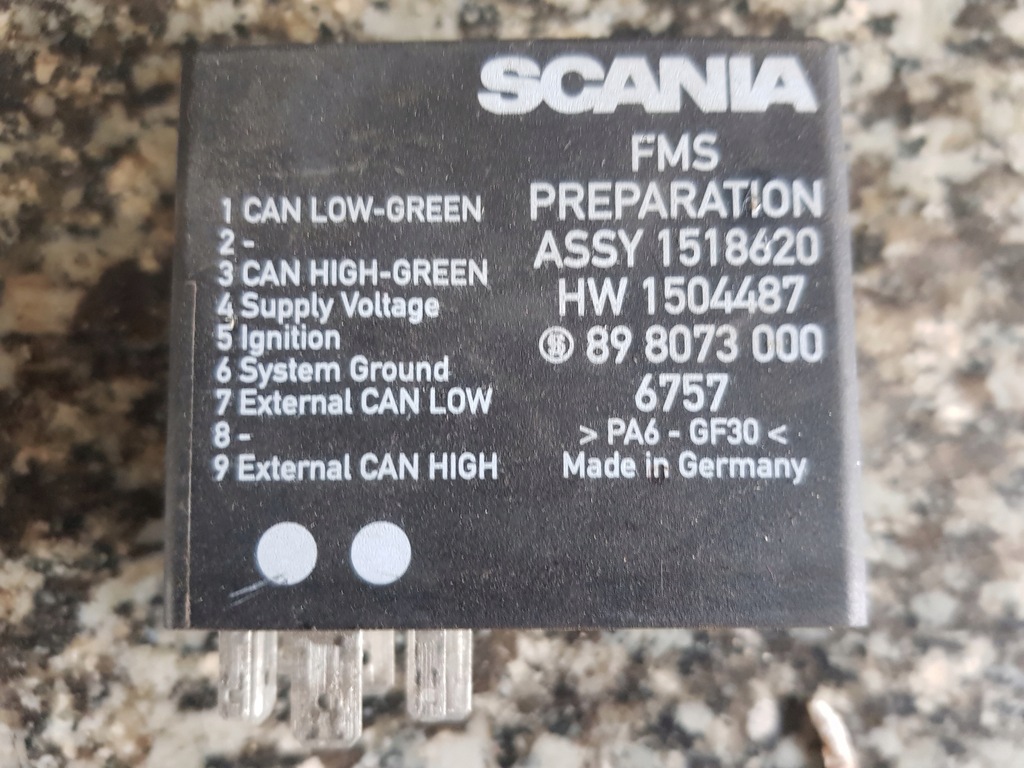 SCANIA
FMS
PREPARATION
ASSY 1518620
HW 1504487
89 8073 000
6757
> PA6 - GF30 <
Made in Germany
1 CAN LOW-GREEN
2 -
3 CAN HIGH-GREEN
4 Supply Voltage
5 Ignition
6 System Ground
7 External CAN LOW
8 -
9 External CAN HIGH